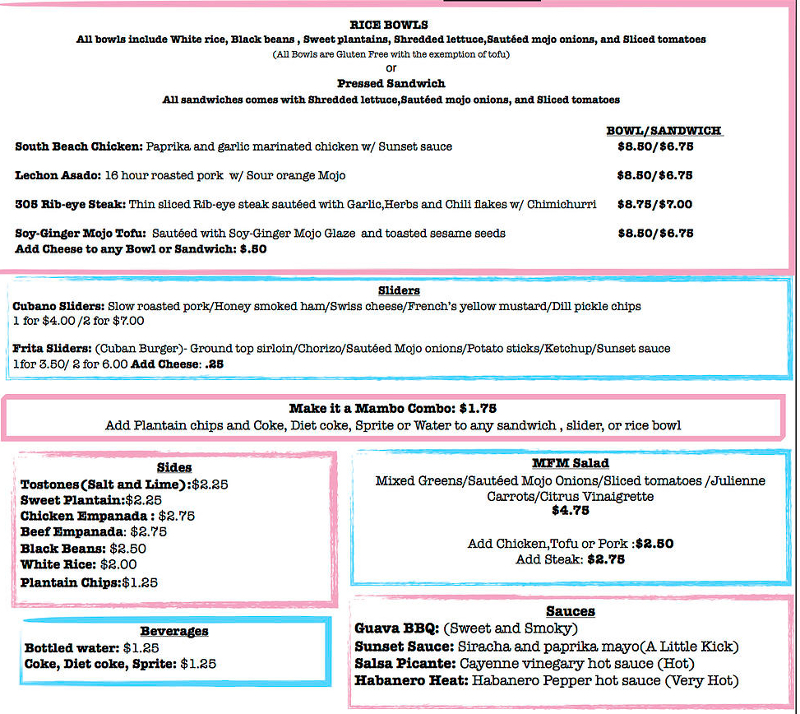 RICE BOWLS
All bowls include White rice, Black beans , Sweet plantains, Shredded lettuce,Sautéed mojo onions, and Sliced tomatoes
(All Bowls are Gluten Free with the exemption of tofu)
or
Pressed Sandwich
All sandwiches comes with Shredded lettuce,Sautéed mojo onions, and Sliced tomatoes
BOWL/SANDWICH
South Beach Chicken: Paprika and garlic marinated chicken w/ Sunset sauce $8.50/$6.75
Lechon Asado: 16 hour roasted pork w/ Sour orange Mojo $8.50/$6.75
305 Rib-eye Steak: Thin sliced Rib-eye steak sautéed with Garlic,Herbs and Chili flakes w/ Chimichurri $8.75/$7.00
Soy-Ginger Mojo Tofu: Sautéed with Soy-Ginger Mojo Glaze and toasted sesame seeds $8.50/$6.75
Add Cheese to any Bowl or Sandwich: $.50
Sliders
Cubano Sliders: Slow roasted pork/Honey smoked ham/Swiss cheese/French's yellow mustard/Dill pickle chips
1 for $4.00 /2 for $7.00
Frita Sliders: (Cuban Burger)- Ground top sirloin/Chorizo/Sautéed Mojo onions/Potato sticks/Ketchup/Sunset sauce
1for 3.50/ 2 for 6.00 Add Cheese: .25
Make it a Mambo Combo: $1.75
Add Plantain chips and Coke, Diet coke, Sprite or Water to any sandwich , slider, or rice bowl
Sides
Tostones(Salt and Lime):$2.25
Sweet Plantain:$2.25
Chicken Empanada : $2.75
Beef Empanada: $2.75
Black Beans: $2.50
White Rice: $2.00
Plantain Chips:$1.25
Beverages
Bottled water: $1.25
Coke, Diet coke, Sprite: $1.25
MFM Salad
Mixed Greens/Sautéed Mojo Onions/Sliced tomatoes /Julienne
Carrots/Citrus Vinaigrette
$4.75
Add Chicken,Tofu or Pork :$2.50
Add Steak: $2.75
Sauces
Guava BBQ: (Sweet and Smoky)
Sunset Sauce: Siracha and paprika mayo(A Little Kick)
Salsa Picante: Cayenne vinegary hot sauce (Hot)
Habanero Heat: Habanero Pepper hot sauce (Very Hot)